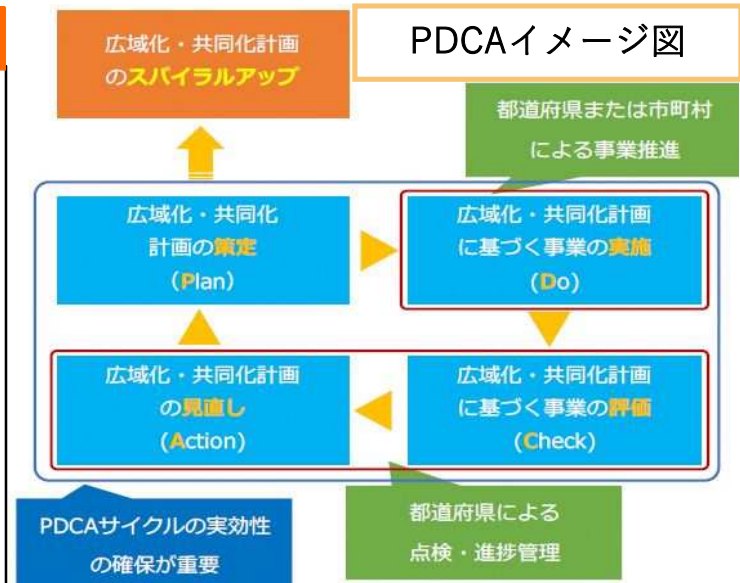 広域化・共同化計画
のスパイラルアップ
PDCAイメージ図
都道府県または市町村
による事業推進
広域化・共同化
計画の策定
(Plan)
広域化・共同化計画
に基づく事業の実施
(Do)
広域化・共同化計画
の見直し
(Action)
広域化・共同化計画
に基づく事業の評価
(Check)
PDCAサイクルの実効性
の確保が重要
都道府県による
点検・進捗管理